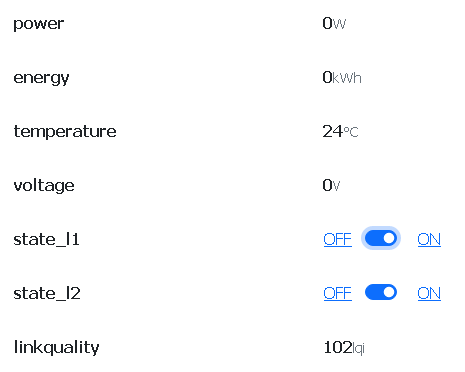 power 0W
energy 0kWh
temperature 24°C
voltage 0V
state_l1 OFF ON
state_l2 OFF ON
linkquality 102lqi